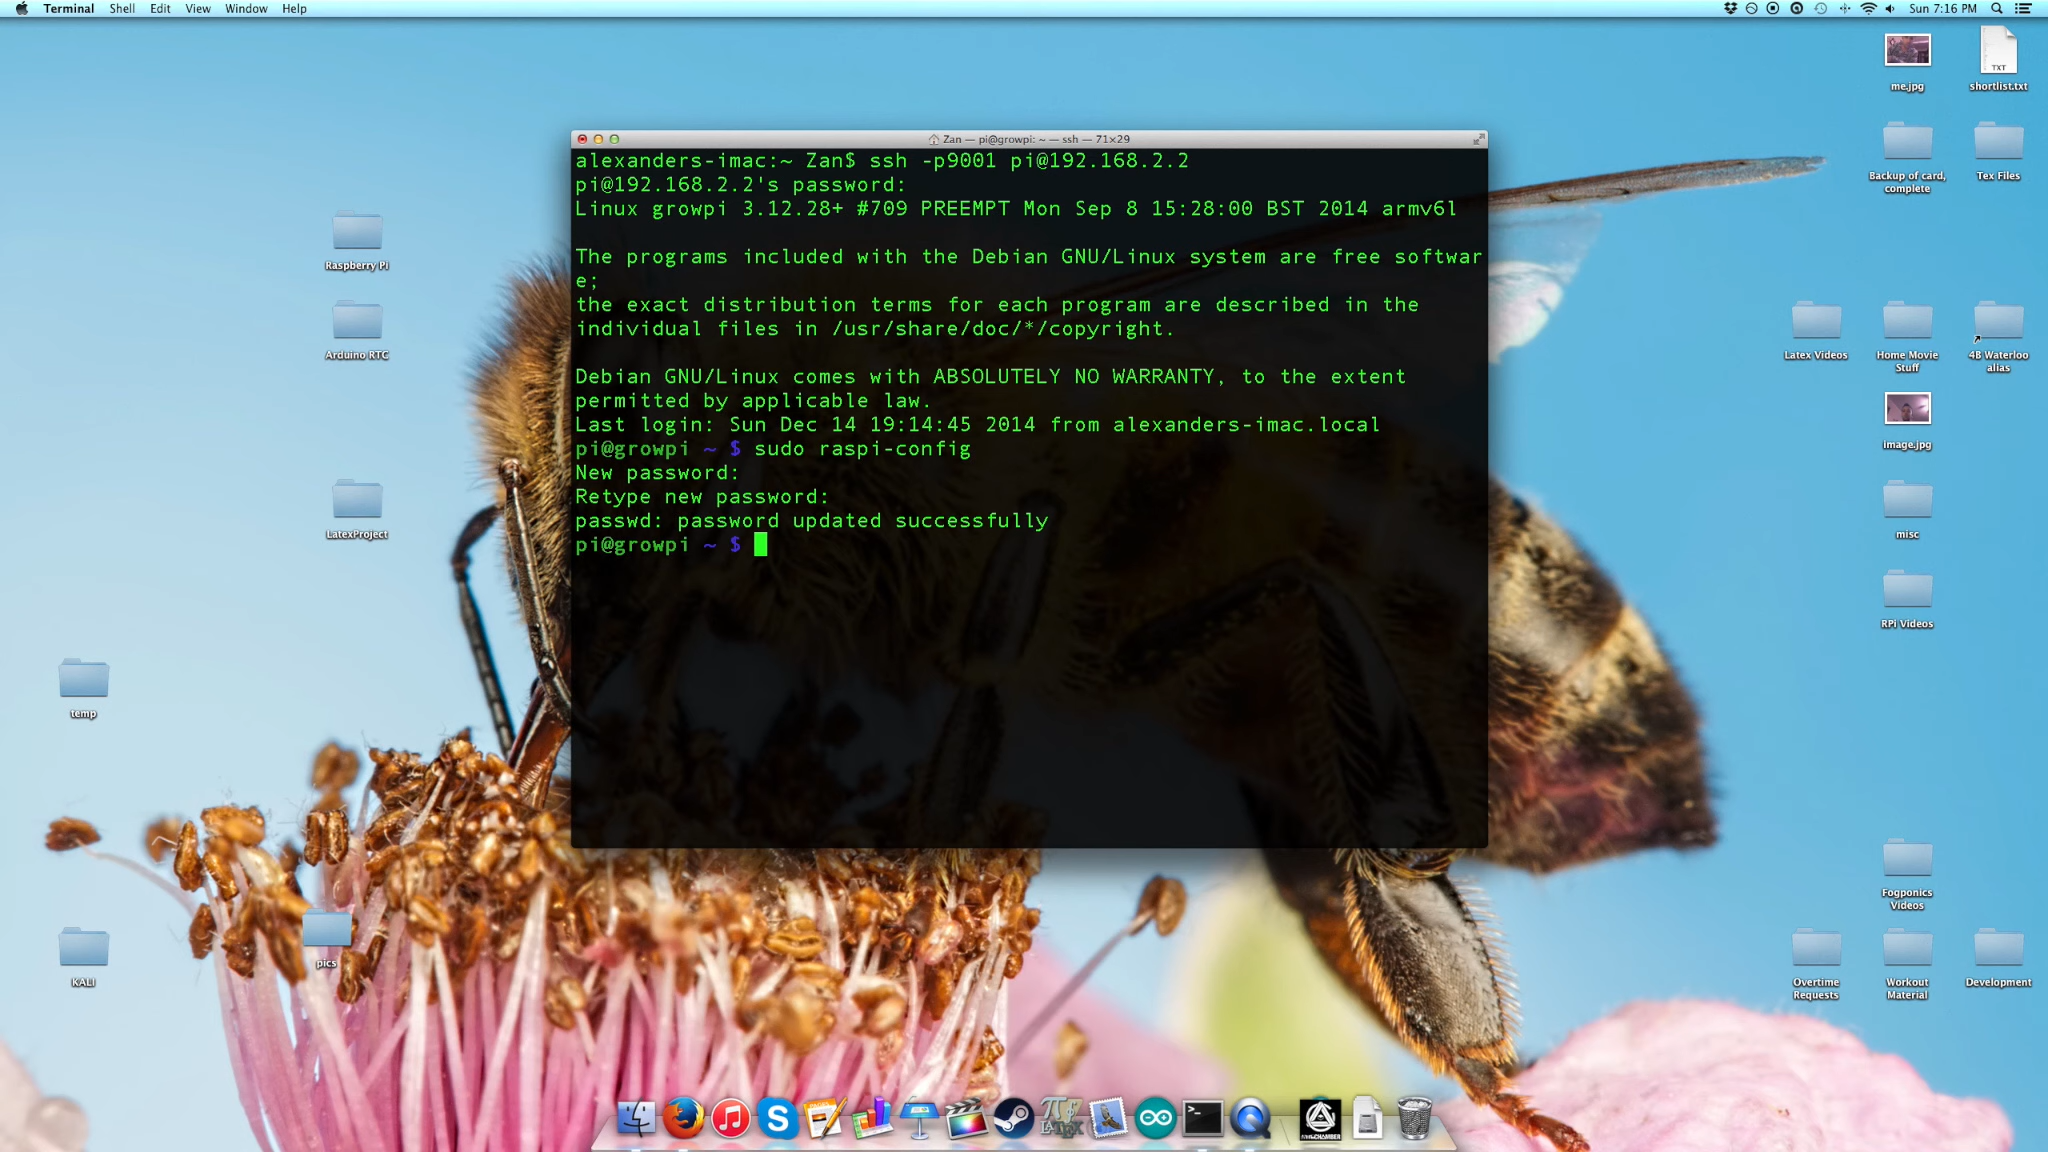 Terminal Shell Edit View Window Help
Sun 7:16 PM
me.jpg
TXT
shortlist.txt
Backup of card,
complete
Tex Files
Raspberry Pi
Arduino RTC
LatexProject
Latex Videos
Home Movie
Stuff
4B Waterloo
alias
image.jpg
misc
RPi Videos
temp
KALI
pics
Fogponics
Videos
Overtime
Requests
Workout
Material
Development
Zan — pi@growpi: ~ — ssh — 71×29
alexanders-imac:~ Zan$ ssh -p9001 pi@192.168.2.2
pi@192.168.2.2's password:
Linux growpi 3.12.28+ #709 PREEMPT Mon Sep 8 15:28:00 BST 2014 armv6l
The programs included with the Debian GNU/Linux system are free softwar
e;
the exact distribution terms for each program are described in the
individual files in /usr/share/doc/*/copyright.
Debian GNU/Linux comes with ABSOLUTELY NO WARRANTY, to the extent
permitted by applicable law.
Last login: Sun Dec 14 19:14:45 2014 from alexanders-imac.local
pi@growpi ~ $ sudo raspi-config
New password:
Retype new password:
passwd: password updated successfully
pi@growpi ~ $